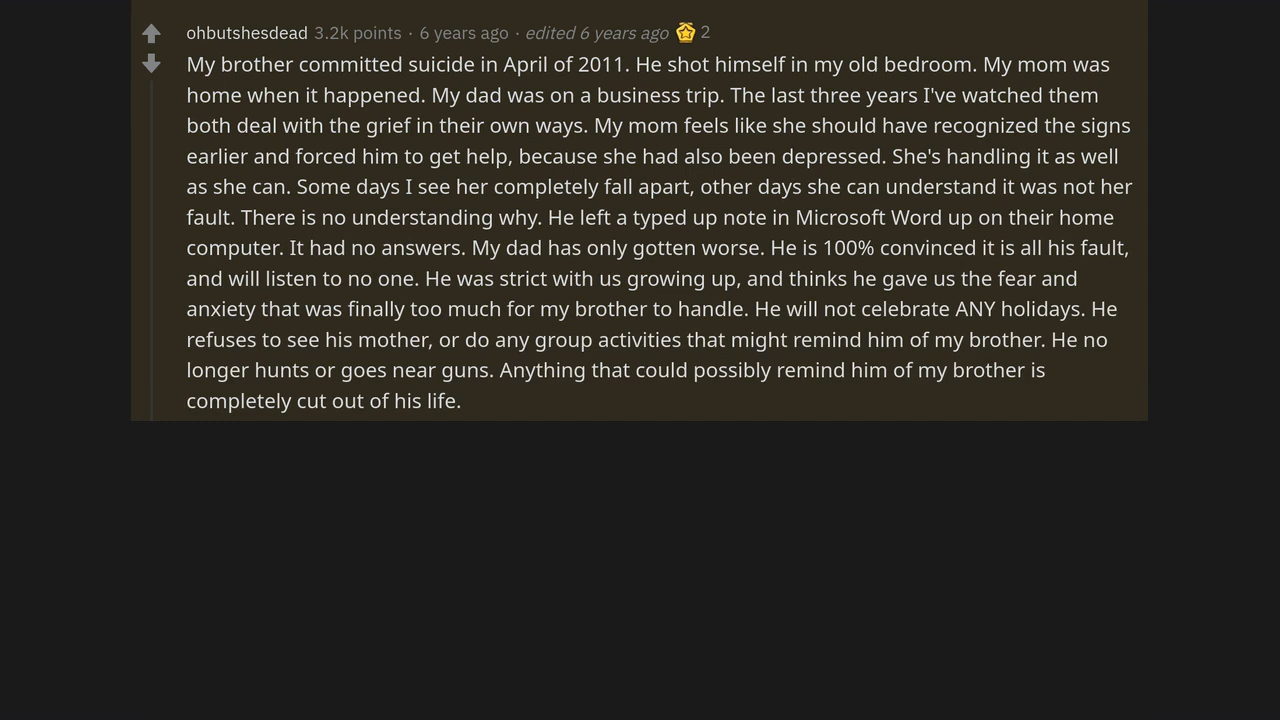 ohbutshesdead 3.2k points · 6 years ago · edited 6 years ago 2
My brother committed suicide in April of 2011. He shot himself in my old bedroom. My mom was
home when it happened. My dad was on a business trip. The last three years I've watched them
both deal with the grief in their own ways. My mom feels like she should have recognized the signs
earlier and forced him to get help, because she had also been depressed. She's handling it as well
as she can. Some days I see her completely fall apart, other days she can understand it was not her
fault. There is no understanding why. He left a typed up note in Microsoft Word up on their home
computer. It had no answers. My dad has only gotten worse. He is 100% convinced it is all his fault,
and will listen to no one. He was strict with us growing up, and thinks he gave us the fear and
anxiety that was finally too much for my brother to handle. He will not celebrate ANY holidays. He
refuses to see his mother, or do any group activities that might remind him of my brother. He no
longer hunts or goes near guns. Anything that could possibly remind him of my brother is
completely cut out of his life.